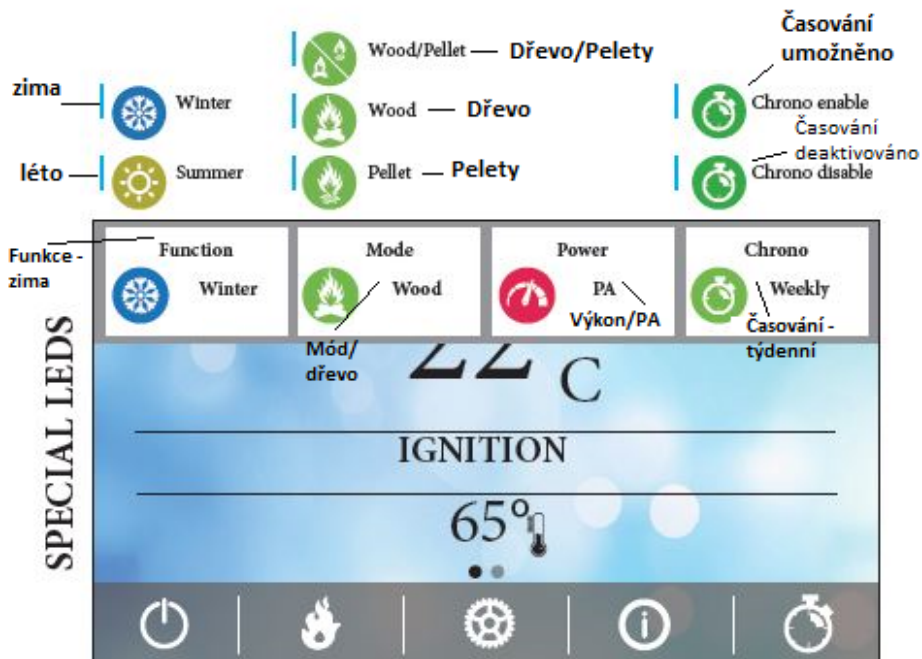 Wood/Pellet
Dřevo/Pelety
Časování
umožněno
zima
Winter
Wood
Dřevo
Chrono enable
Časování
deaktivováno
léto
Summer
Pellet
Pelety
Chrono disable
Funkce -
zima
Function
Winter
Mode
Wood
Mód/
dřevo
Power
PA
Výkon/PA
Chrono
Weekly
Časování -
týdenní
SPECIAL LEDS
22 C
IGNITION
65°